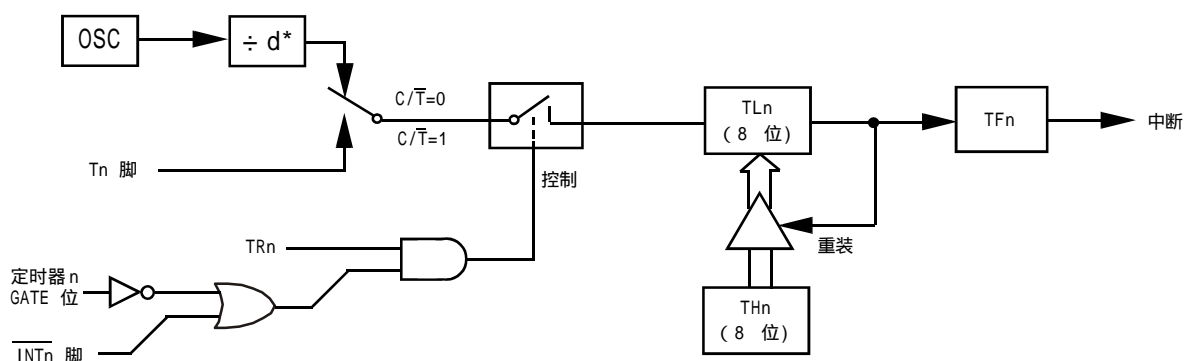 OSC
÷ d*
C/T̅=0
C/T̅=1
Tn 脚
控制
TLn
(8 位)
TFn
中断
重装
THn
(8 位)
TRn
定时器n
GATE 位
I̅N̅T̅n̅ 脚